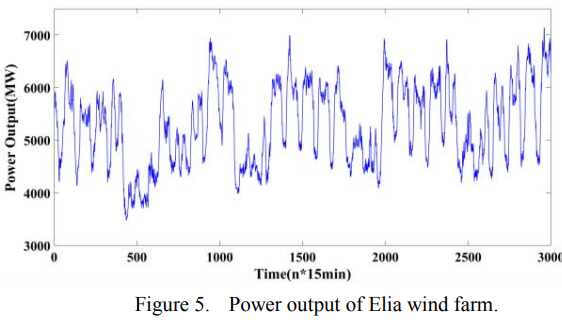 Power Output(MW)
7000
6000
5000
4000
3000
0 500 1000 1500 2000 2500 3000
Time(n*15min)
Figure 5. Power output of Elia wind farm.